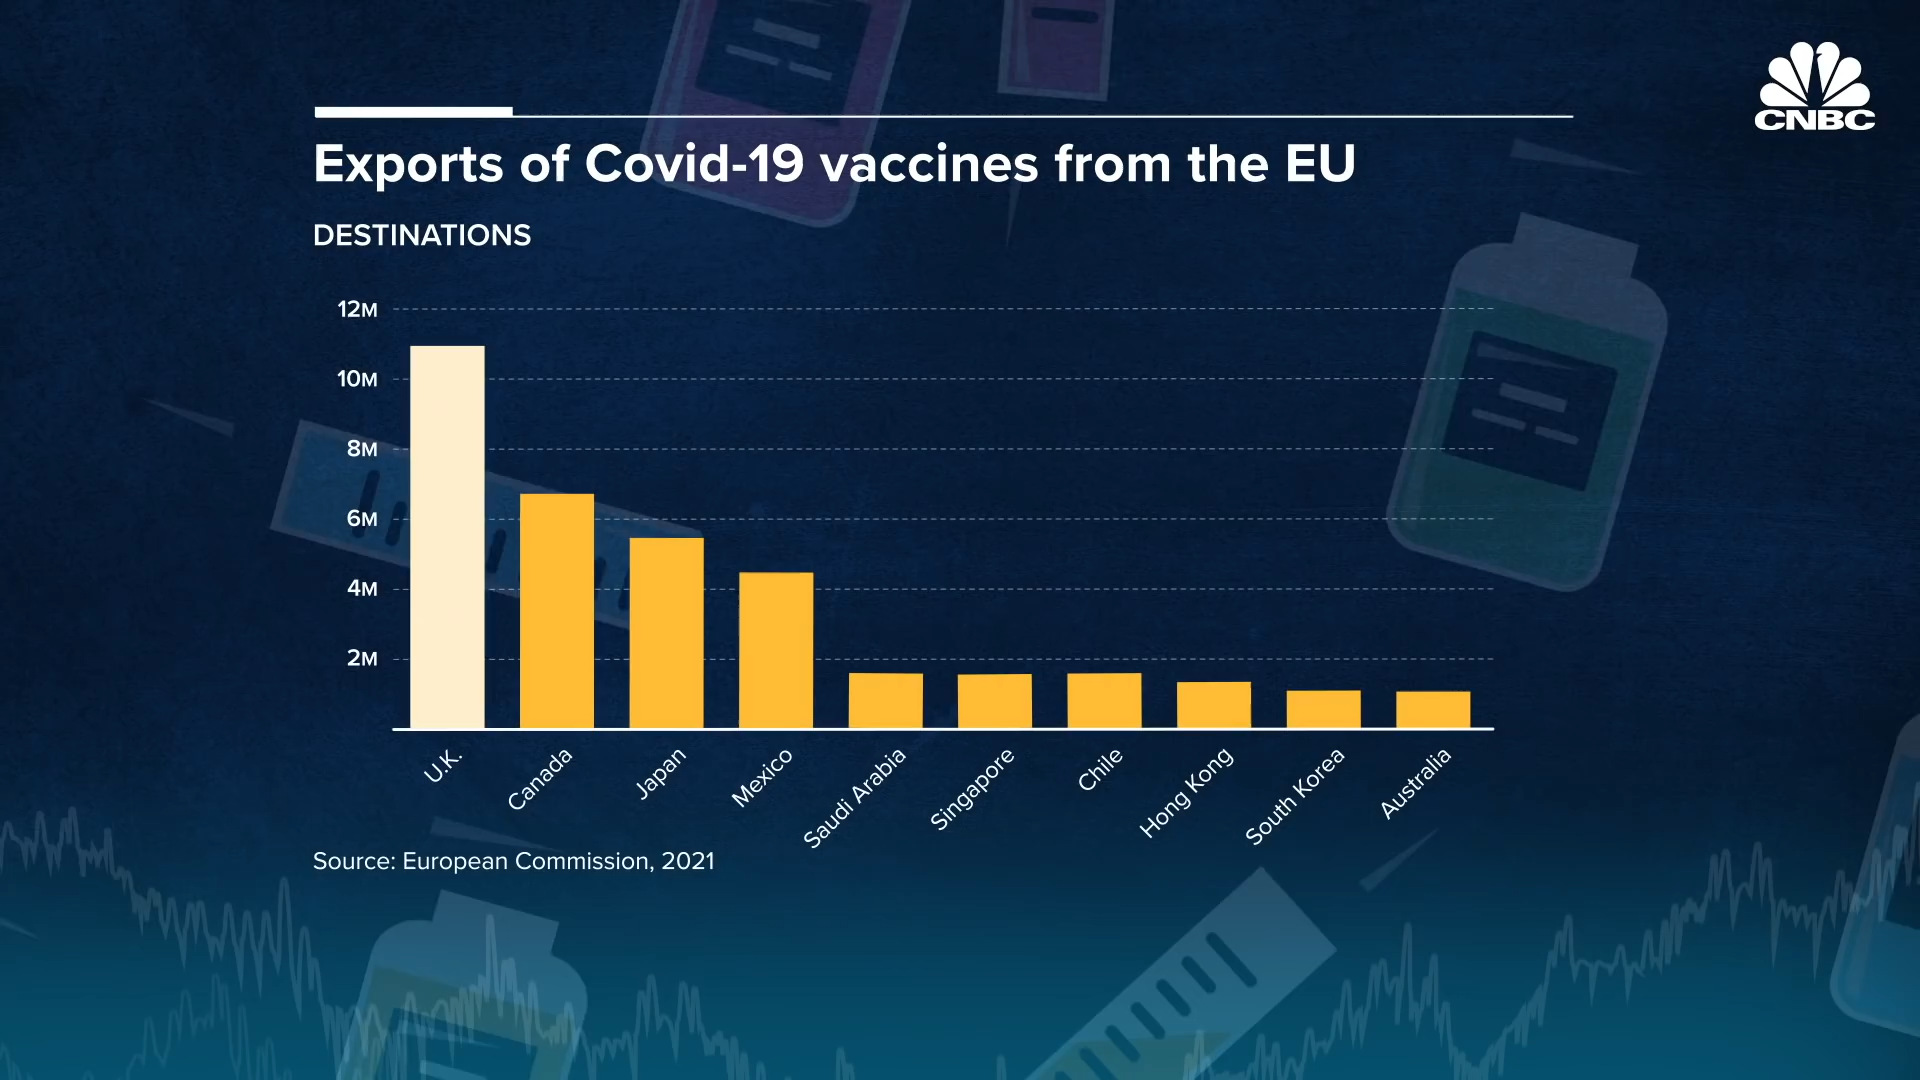 CNBC
Exports of Covid-19 vaccines from the EU
DESTINATIONS
12M
10M
8M
6M
4M
2M
U.K.
Canada
Japan
Mexico
Saudi Arabia
Singapore
Chile
Hong Kong
South Korea
Australia
Source: European Commission, 2021